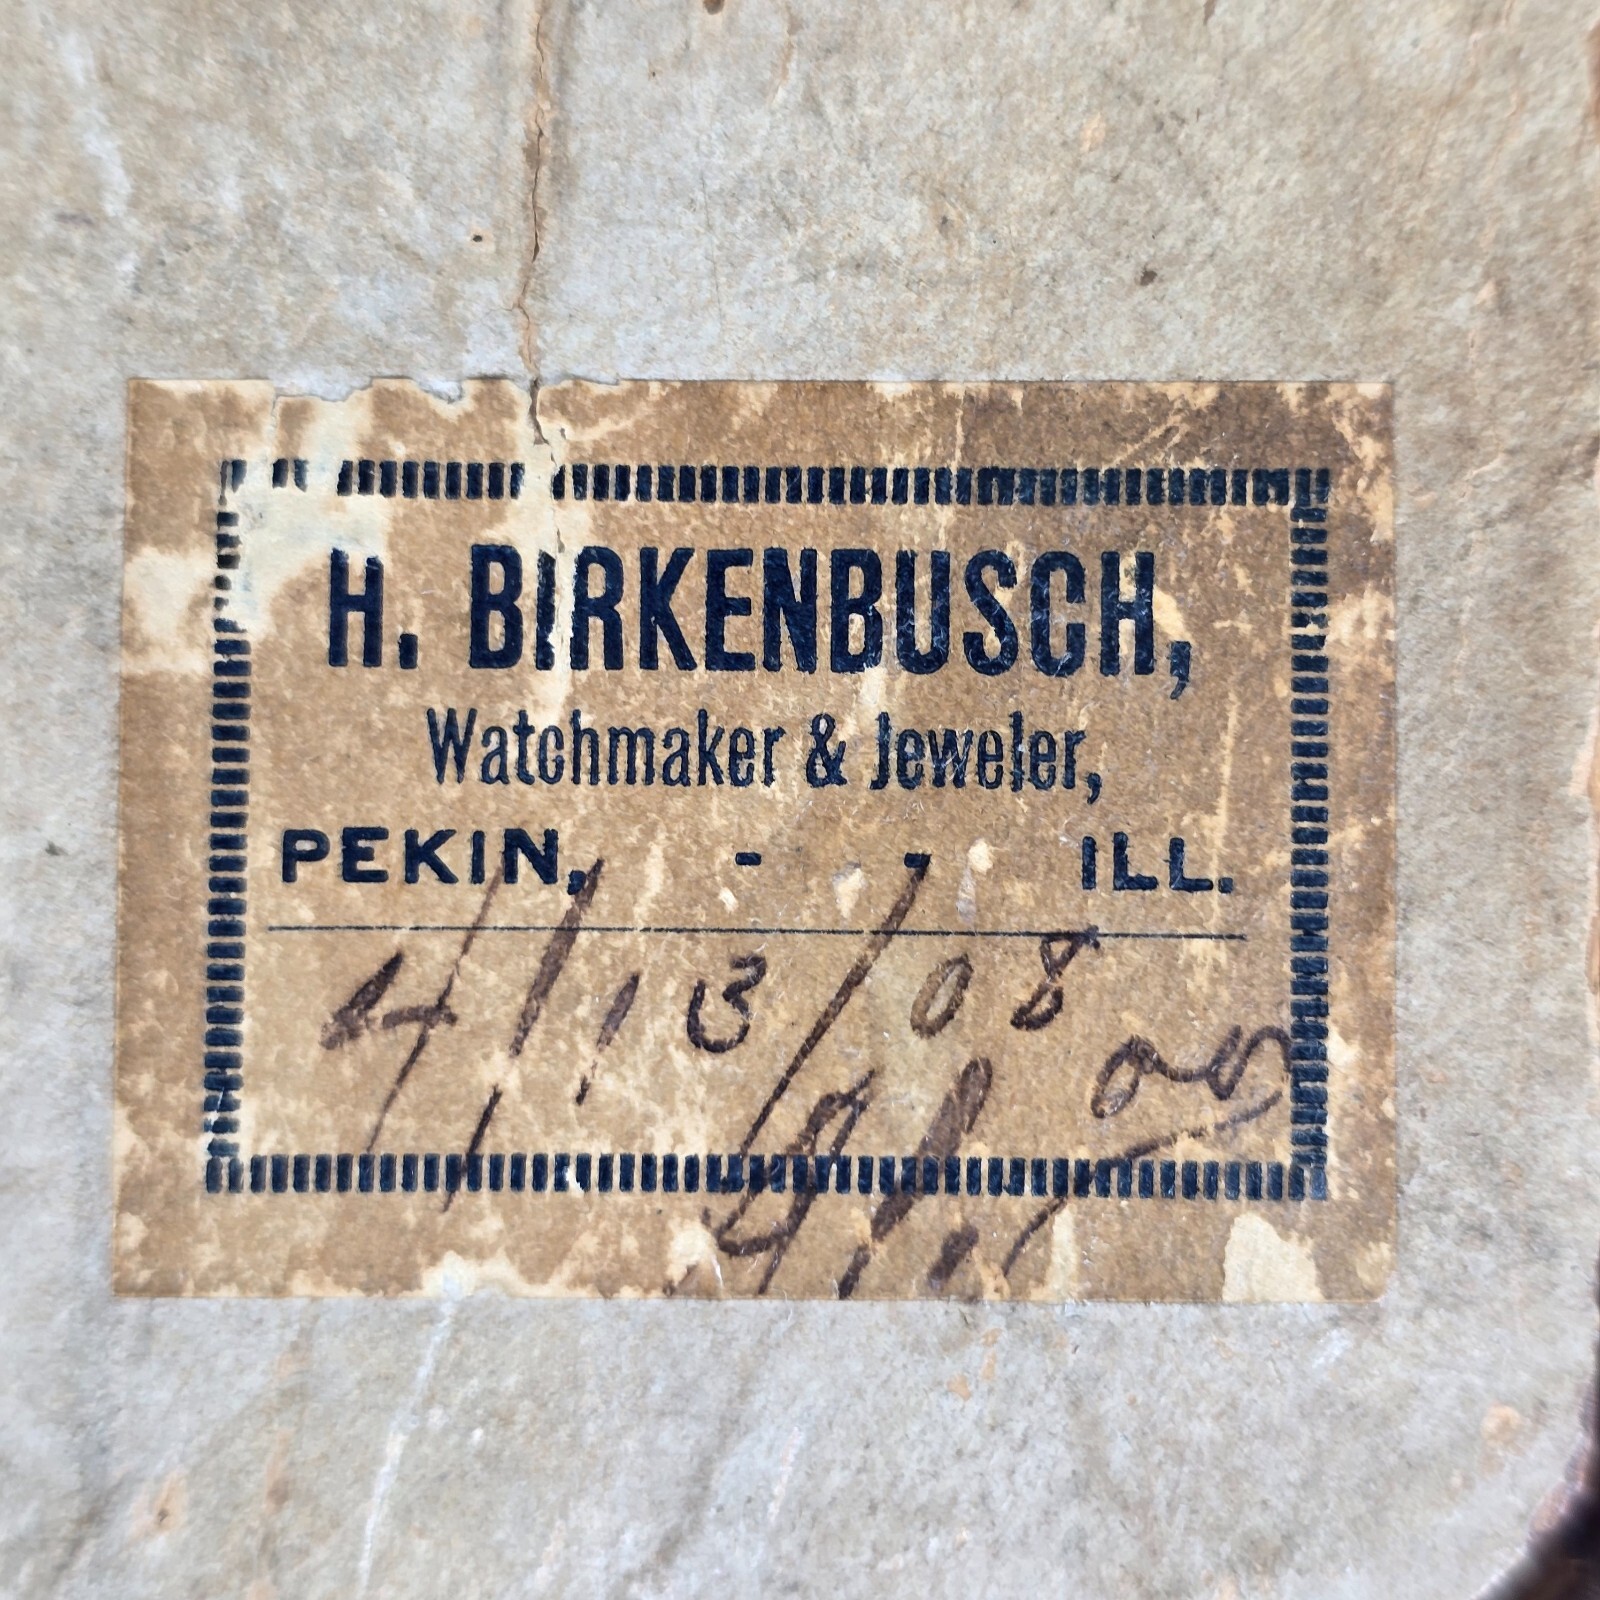 H. BIRKENBUSCH,
Watchmaker & Jeweler,
PEKIN, - - ILL.
4/13/08